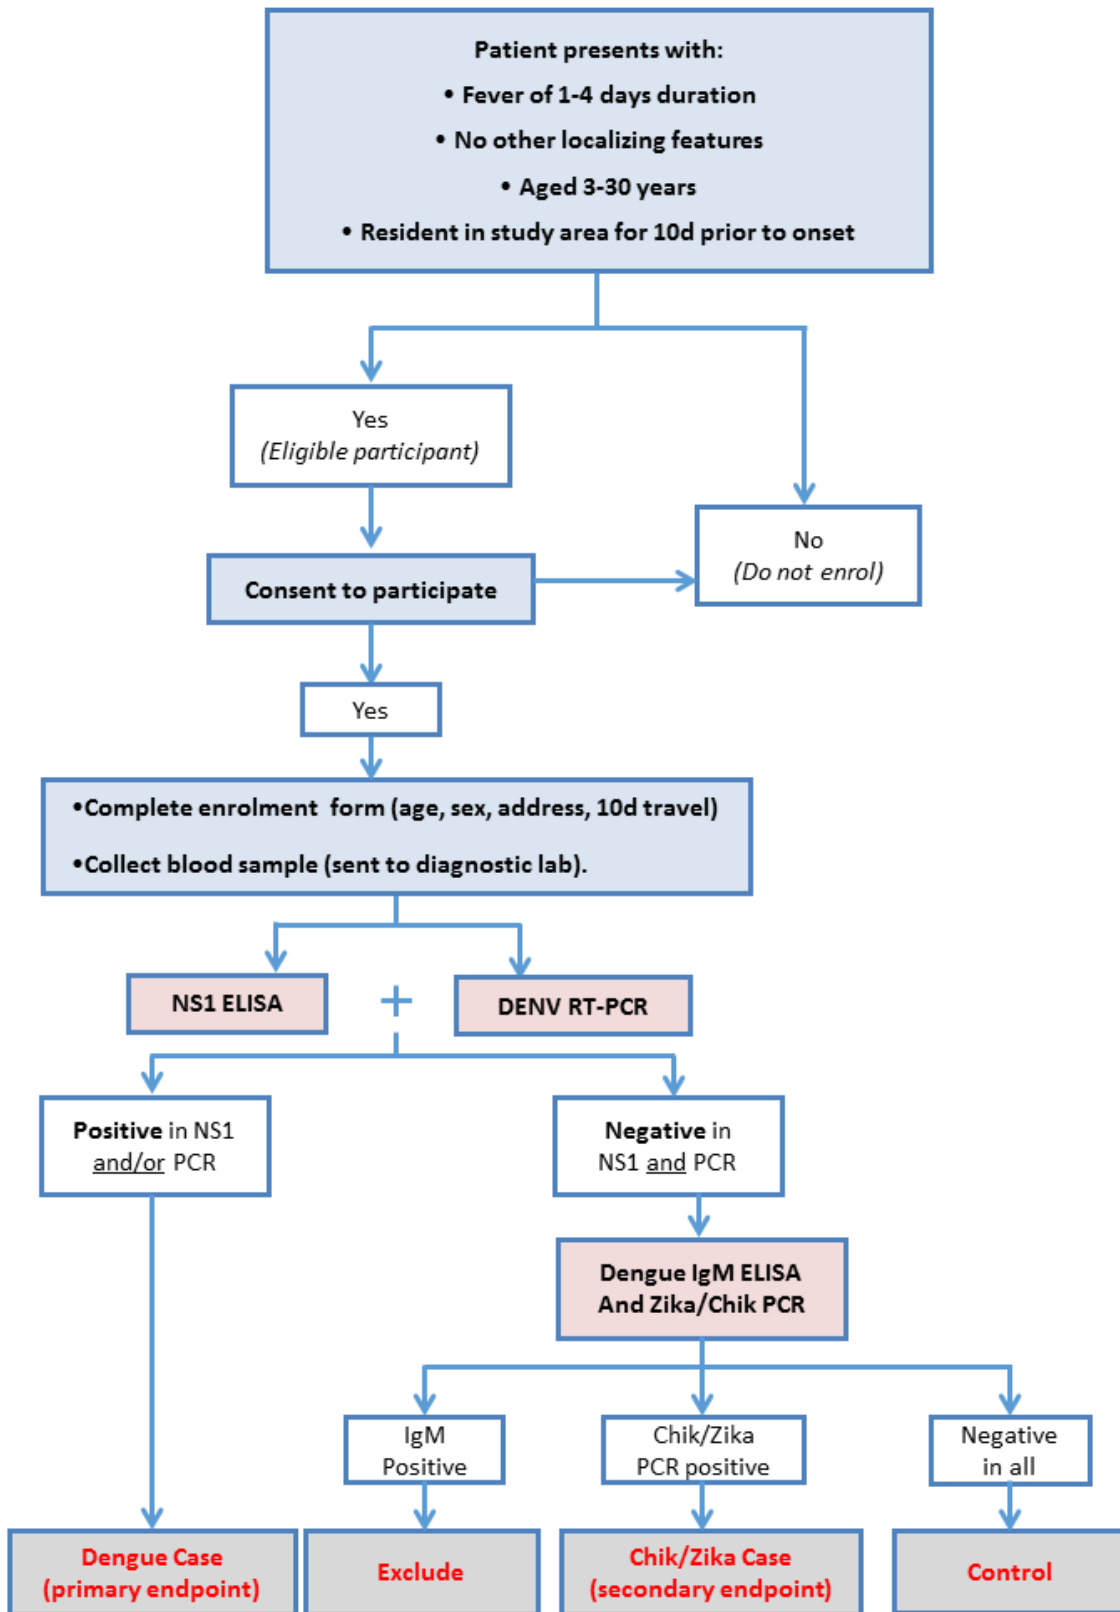 Patient presents with:
• Fever of 1-4 days duration
• No other localizing features
• Aged 3-30 years
• Resident in study area for 10d prior to onset
Yes
(Eligible participant)
No
(Do not enrol)
Consent to participate
Yes
•Complete enrolment form (age, sex, address, 10d travel)
•Collect blood sample (sent to diagnostic lab).
NS1 ELISA
+
DENV RT-PCR
Positive in NS1
and/or PCR
Negative in
NS1 and PCR
Dengue IgM ELISA
And Zika/Chik PCR
IgM
Positive
Chik/Zika
PCR positive
Negative
in all
Dengue Case
(primary endpoint)
Exclude
Chik/Zika Case
(secondary endpoint)
Control